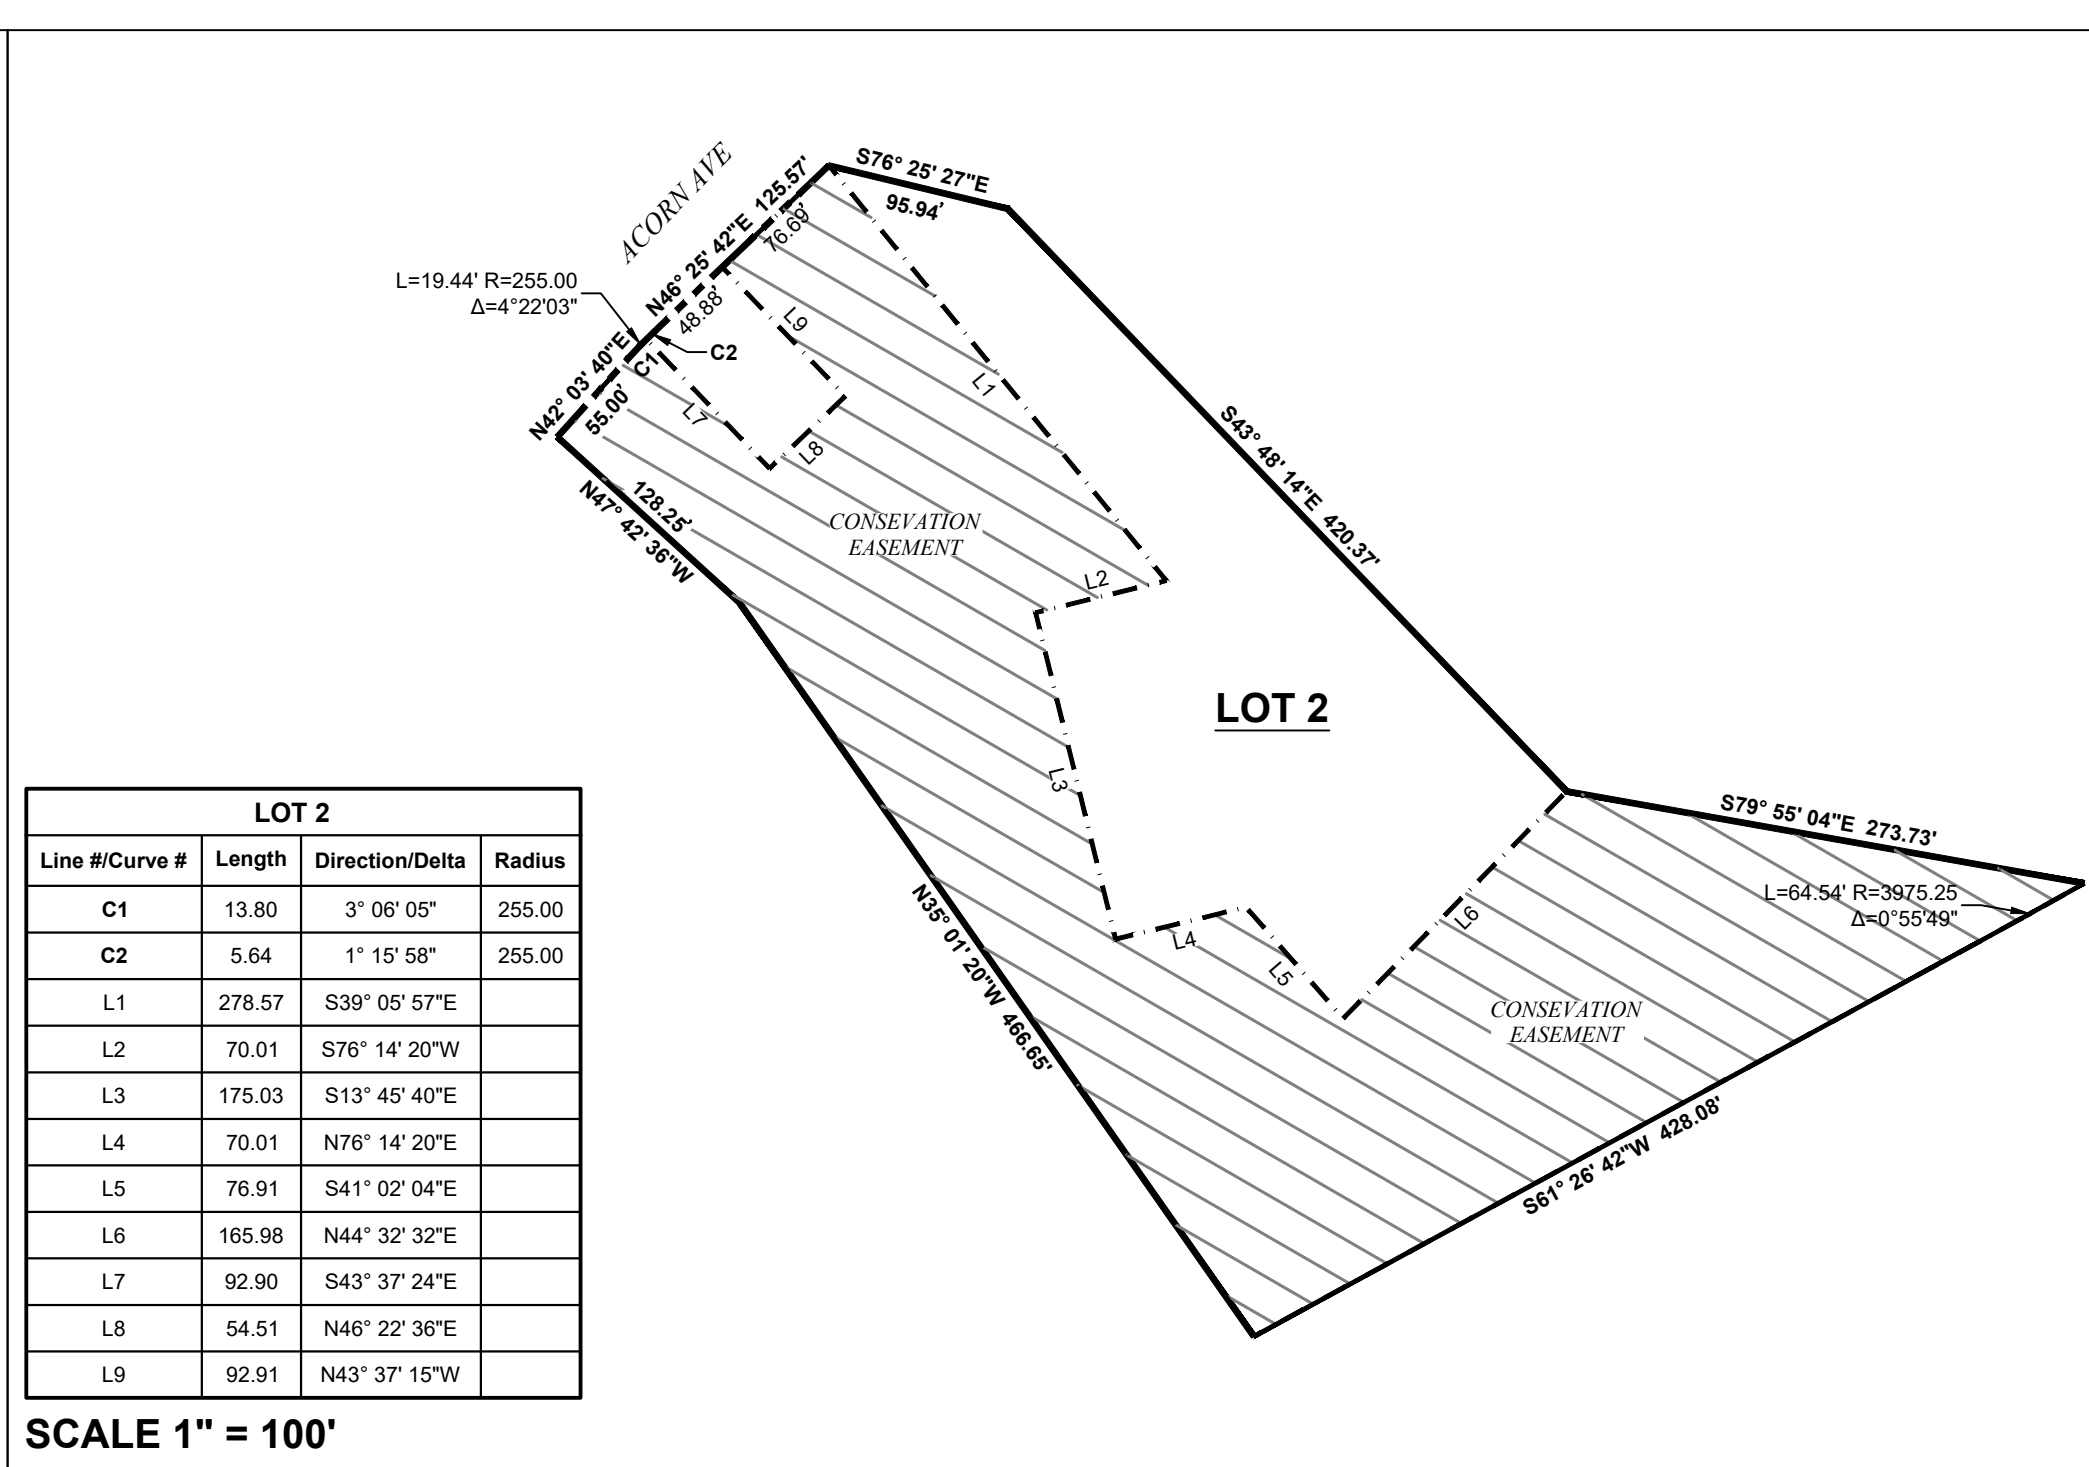 ACORN AVE
S76° 25' 27"E
95.94'
N46° 25' 42"E 125.57'
76.69'
48.88'
L=19.44' R=255.00
Δ=4°22'03"
C2
C1
N42° 03' 40"E
55.00'
L9
L7
L8
L1
S43° 48' 14"E 420.37'
128.25'
N47° 42' 36"W
CONSEVATION
EASEMENT
L2
LOT 2
L3
S79° 55' 04"E 273.73'
L=64.54' R=3975.25
Δ=0°55'49"
L4
L5
L6
N35° 01' 20"W 466.65'
CONSEVATION
EASEMENT
S61° 26' 42"W 428.08'
LOT 2
Line #/Curve # Length Direction/Delta Radius
C1 13.80 3° 06' 05" 255.00
C2 5.64 1° 15' 58" 255.00
L1 278.57 S39° 05' 57"E
L2 70.01 S76° 14' 20"W
L3 175.03 S13° 45' 40"E
L4 70.01 N76° 14' 20"E
L5 76.91 S41° 02' 04"E
L6 165.98 N44° 32' 32"E
L7 92.90 S43° 37' 24"E
L8 54.51 N46° 22' 36"E
L9 92.91 N43° 37' 15"W
SCALE 1" = 100'